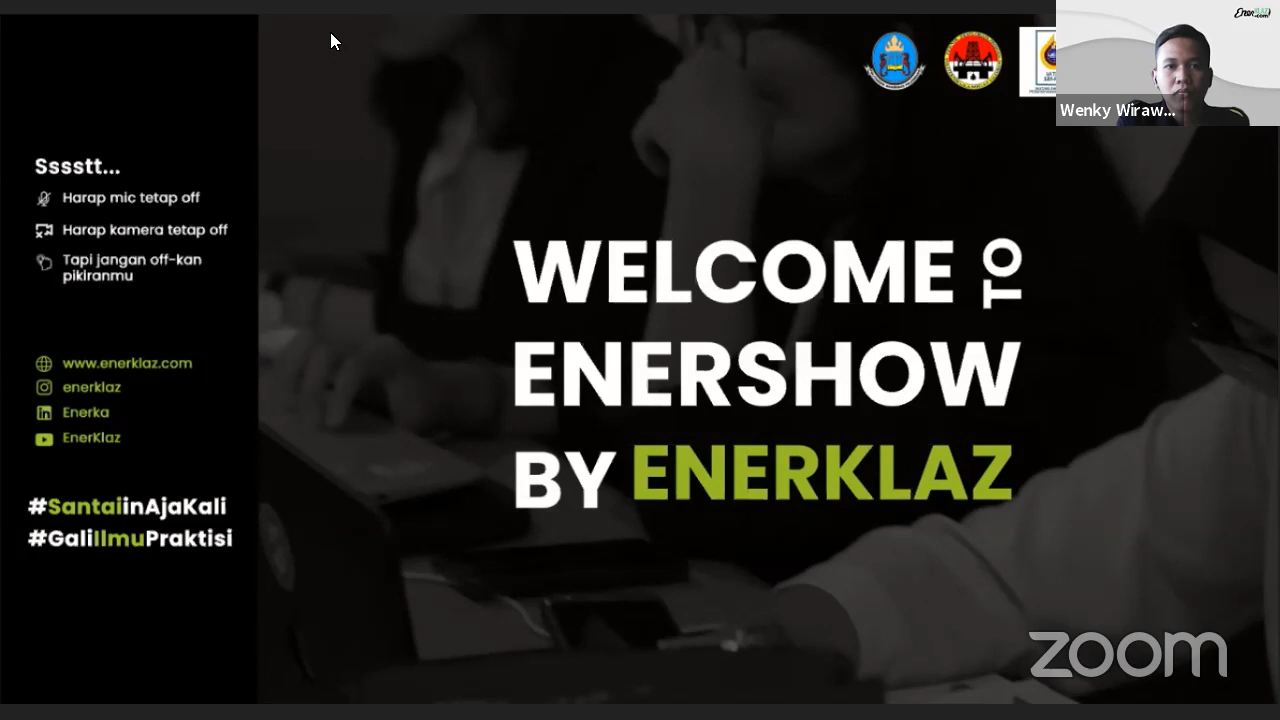 Sssstt...
Harap mic tetap off
Harap kamera tetap off
Tapi jangan off-kan
pikiranmu
www.enerklaz.com
enerklaz
Enerka
EnerKlaz
#SantaiinAjaKali
#GaliIlmuPraktisi
WELCOME TO
ENERSHOW
BY ENERKLAZ
Wenky Wiraw...
zoom